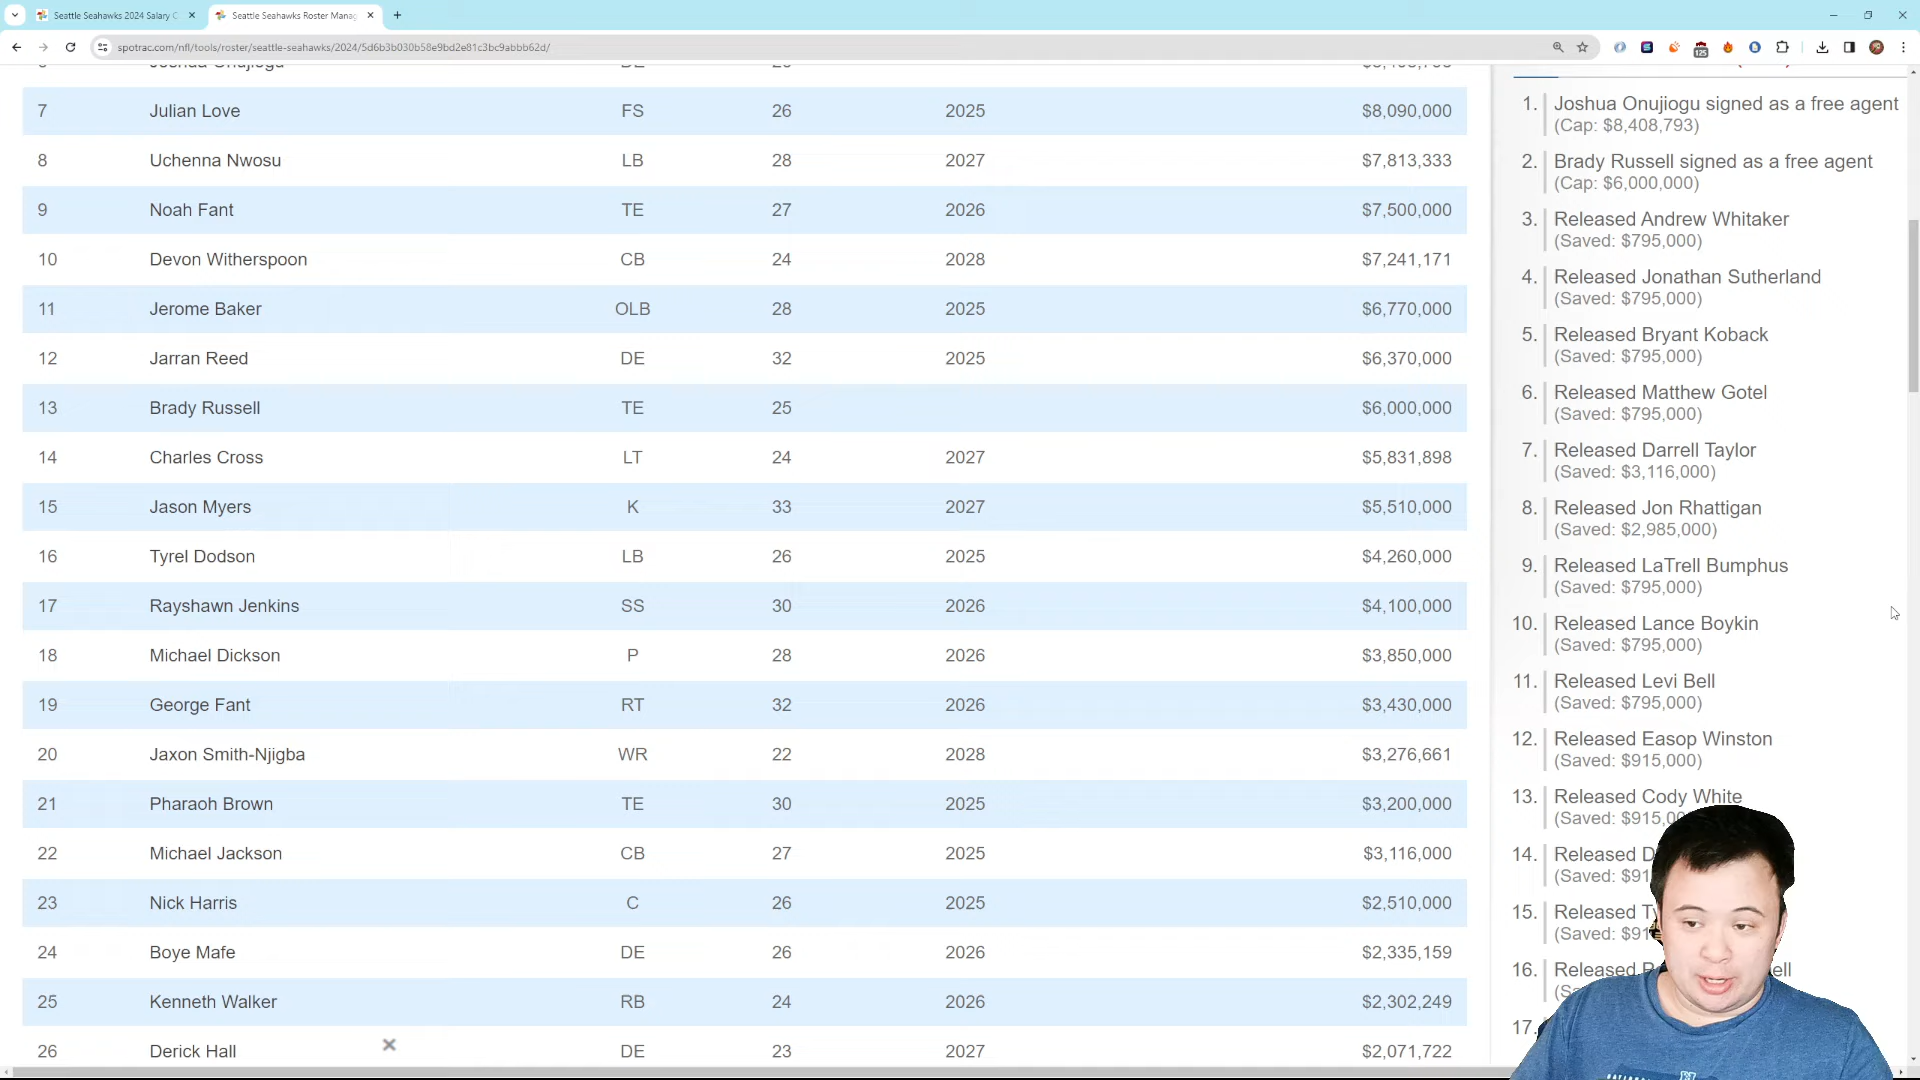 Seattle Seahawks 2024 Salary C
Seattle Seahawks Roster Manag
spotrac.com/nfl/tools/roster/seattle-seahawks/2024/5d6b3b030b58e9bd2e81c3bc9abbb62d/
125
7 Julian Love FS 26 2025 $8,090,000
8 Uchenna Nwosu LB 28 2027 $7,813,333
9 Noah Fant TE 27 2026 $7,500,000
10 Devon Witherspoon CB 24 2028 $7,241,171
11 Jerome Baker OLB 28 2025 $6,770,000
12 Jarran Reed DE 32 2025 $6,370,000
13 Brady Russell TE 25 $6,000,000
14 Charles Cross LT 24 2027 $5,831,898
15 Jason Myers K 33 2027 $5,510,000
16 Tyrel Dodson LB 26 2025 $4,260,000
17 Rayshawn Jenkins SS 30 2026 $4,100,000
18 Michael Dickson P 28 2026 $3,850,000
19 George Fant RT 32 2026 $3,430,000
20 Jaxon Smith-Njigba WR 22 2028 $3,276,661
21 Pharaoh Brown TE 30 2025 $3,200,000
22 Michael Jackson CB 27 2025 $3,116,000
23 Nick Harris C 26 2025 $2,510,000
24 Boye Mafe DE 26 2026 $2,335,159
25 Kenneth Walker RB 24 2026 $2,302,249
26 Derick Hall DE 23 2027 $2,071,722
1. Joshua Onujiogu signed as a free agent
(Cap: $8,408,793)
2. Brady Russell signed as a free agent
(Cap: $6,000,000)
3. Released Andrew Whitaker
(Saved: $795,000)
4. Released Jonathan Sutherland
(Saved: $795,000)
5. Released Bryant Koback
(Saved: $795,000)
6. Released Matthew Gotel
(Saved: $795,000)
7. Released Darrell Taylor
(Saved: $3,116,000)
8. Released Jon Rhattigan
(Saved: $2,985,000)
9. Released LaTrell Bumphus
(Saved: $795,000)
10. Released Lance Boykin
(Saved: $795,000)
11. Released Levi Bell
(Saved: $795,000)
12. Released Easop Winston
(Saved: $915,000)
13. Released Cody White
(Saved: $915,00
14. Released D
(Saved: $91
15. Released T
(Saved: $91
16. Released
17.